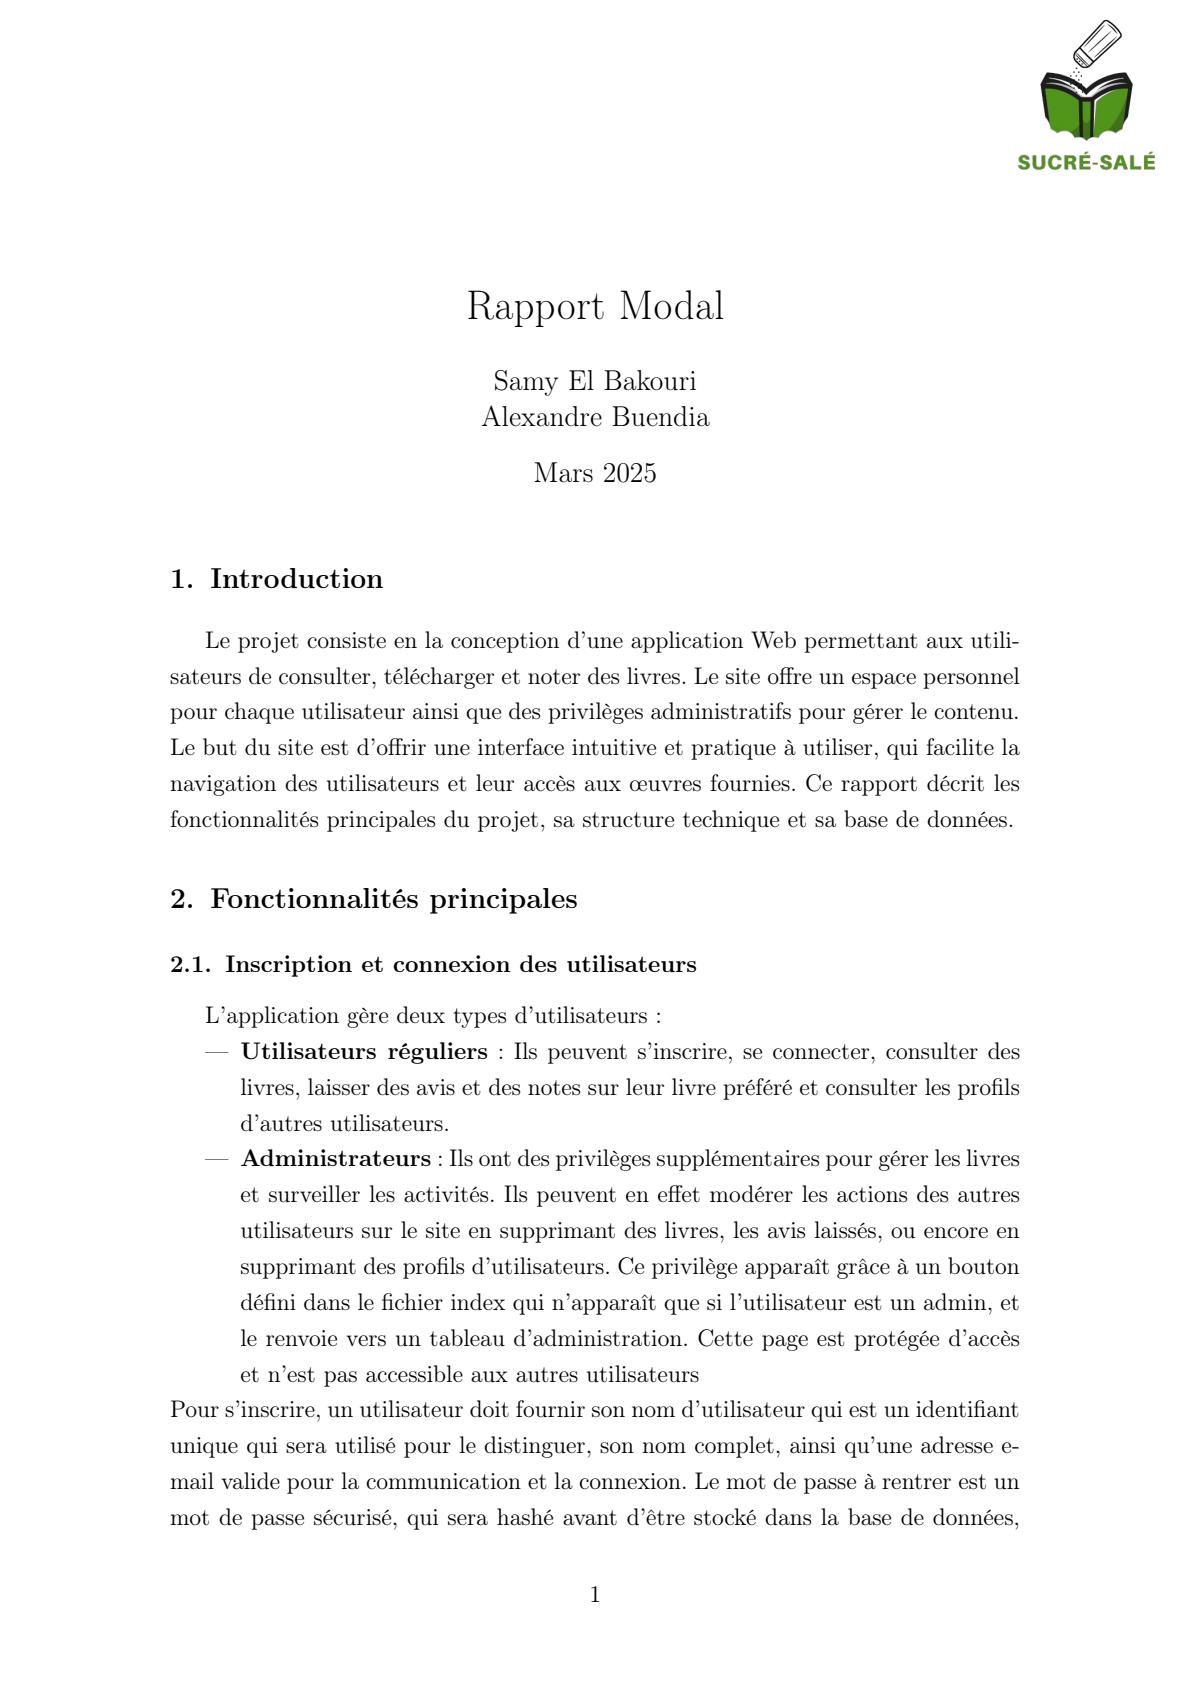 SUCRÉ-SALÉ
Rapport Modal
Samy El Bakouri
Alexandre Buendia
Mars 2025
1. Introduction
Le projet consiste en la conception d'une application Web permettant aux utili-
sateurs de consulter, télécharger et noter des livres. Le site offre un espace personnel
pour chaque utilisateur ainsi que des privilèges administratifs pour gérer le contenu.
Le but du site est d'offrir une interface intuitive et pratique à utiliser, qui facilite la
navigation des utilisateurs et leur accès aux œuvres fournies. Ce rapport décrit les
fonctionnalités principales du projet, sa structure technique et sa base de données.
2. Fonctionnalités principales
2.1. Inscription et connexion des utilisateurs
L'application gère deux types d'utilisateurs :
— Utilisateurs réguliers : Ils peuvent s'inscrire, se connecter, consulter des
livres, laisser des avis et des notes sur leur livre préféré et consulter les profils
d'autres utilisateurs.
— Administrateurs : Ils ont des privilèges supplémentaires pour gérer les livres
et surveiller les activités. Ils peuvent en effet modérer les actions des autres
utilisateurs sur le site en supprimant des livres, les avis laissés, ou encore en
supprimant des profils d'utilisateurs. Ce privilège apparaît grâce à un bouton
défini dans le fichier index qui n'apparaît que si l'utilisateur est un admin, et
le renvoie vers un tableau d'administration. Cette page est protégée d'accès
et n'est pas accessible aux autres utilisateurs
Pour s'inscrire, un utilisateur doit fournir son nom d'utilisateur qui est un identifiant
unique qui sera utilisé pour le distinguer, son nom complet, ainsi qu'une adresse e-
mail valide pour la communication et la connexion. Le mot de passe à rentrer est un
mot de passe sécurisé, qui sera hashé avant d'être stocké dans la base de données,
1